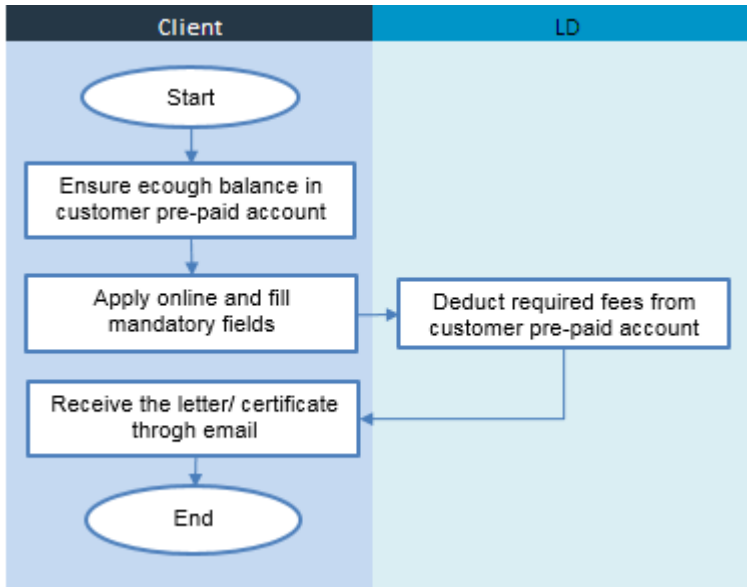 Client
LD
Start
Ensure ecough balance in
customer pre-paid account
Apply online and fill
mandatory fields
Deduct required fees from
customer pre-paid account
Receive the letter/ certificate
throgh email
End